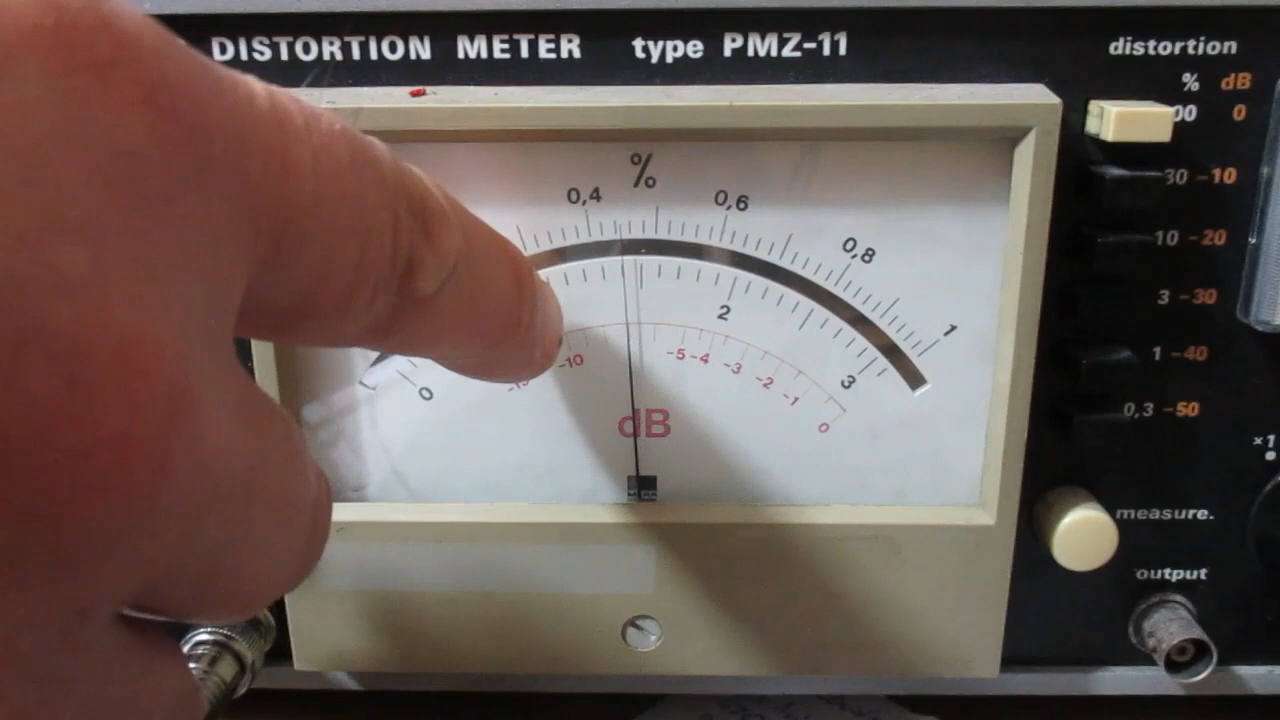 DISTORTION METER type PMZ-11
distortion
% dB
00 0
30 -10
10 -20
3 -30
1 -40
0,3 -50
%
0,4 0,6 0,8 1
0 2 3
-10 -5 -4 -3 -2 -1 0
dB
measure.
output
×1